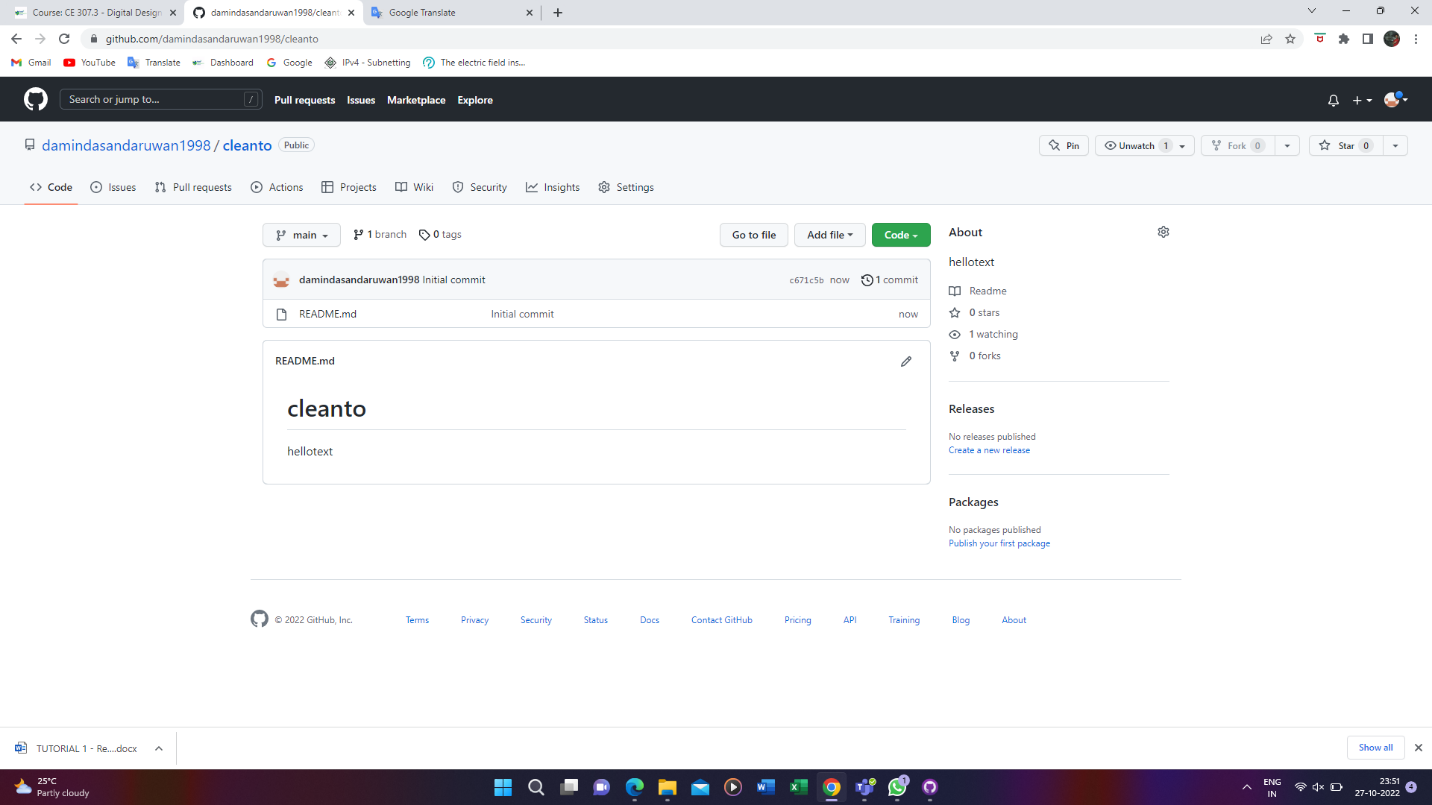 Course: CE 307.3 - Digital Design
damindasandaruwan1998/cleant
Google Translate
github.com/damindasandaruwan1998/cleanto
Gmail
YouTube
Translate
Dashboard
Google
IPv4 - Subnetting
The electric field ins...
Search or jump to...
/
Pull requests
Issues
Marketplace
Explore
damindasandaruwan1998 / cleanto
Public
Pin
Unwatch 1
Fork 0
Star 0
Code
Issues
Pull requests
Actions
Projects
Wiki
Security
Insights
Settings
main
1 branch
0 tags
Go to file
Add file
Code
damindasandaruwan1998 Initial commit
c671c5b now
1 commit
README.md
Initial commit
now
README.md
cleanto
hellotext
About
hellotext
Readme
0 stars
1 watching
0 forks
Releases
No releases published
Create a new release
Packages
No packages published
Publish your first package
© 2022 GitHub, Inc.
Terms
Privacy
Security
Status
Docs
Contact GitHub
Pricing
API
Training
Blog
About
TUTORIAL 1 - Re....docx
Show all
25°C
Partly cloudy
1
ENG
IN
23:51
27-10-2022
4